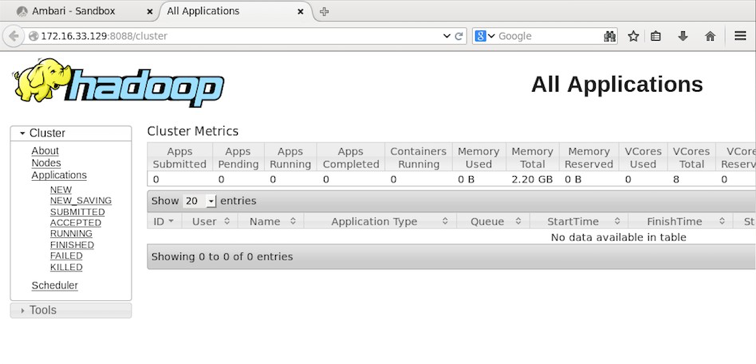 Ambari - Sandbox
All Applications
172.16.33.129:8088/cluster
Google
hadoop
All Applications
Cluster
About
Nodes
Applications
NEW
NEW_SAVING
SUBMITTED
ACCEPTED
RUNNING
FINISHED
FAILED
KILLED
Scheduler
Tools
Cluster Metrics
Apps Submitted Apps Pending Apps Running Apps Completed Containers Running Memory Used Memory Total Memory Reserved VCores Used VCores Total VCore Reserv
0 0 0 0 0 0 B 2.20 GB 0 B 0 8 0
Show 20 entries
ID User Name Application Type Queue StartTime FinishTime St
No data available in table
Showing 0 to 0 of 0 entries